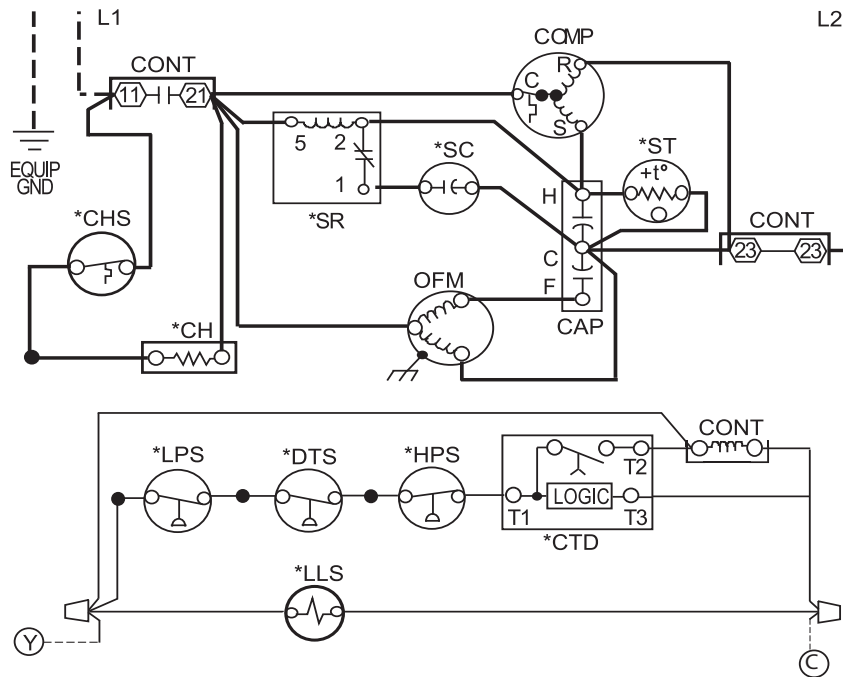 L1
L2
CONT
11
21
COMP
R
C
S
5
2
1
*SR
*SC
*ST
+t°
H
C
F
CAP
CONT
23
23
EQUIP
GND
*CHS
*CH
OFM
*LPS
*DTS
*HPS
T2
LOGIC
T1
T3
*CTD
CONT
*LLS
Y
C